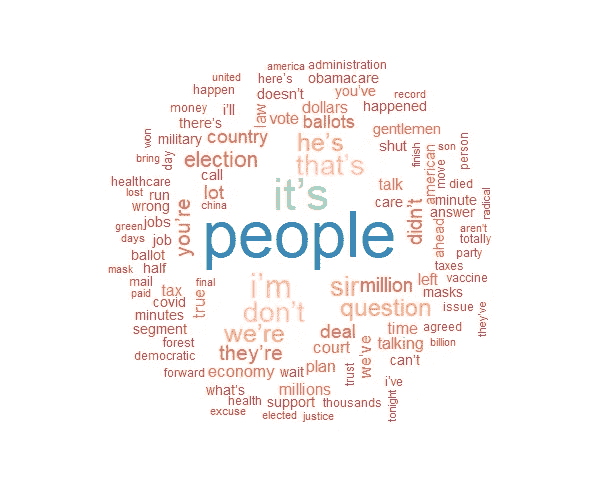 america administration
united here's obamacare
happen doesn't you've record
money i'll law dollars happened
there's vote ballots gentlemen
won military country he's shut finish son person
bring day election that's american move
healthcare call talk died
lost run lot it's care minute radical
wrong china you're people didn't answer
green jobs ahead aren't
days job totally
ballot party
mask half taxes
mail tax final i'm sir million left vaccine
paid covid true don't question masks issue they've
minutes we're deal time agreed
segment they're court we've talking billion
forest
democratic plan can't
forward economy wait trust
what's millions i've
health support thousands tonight
excuse elected justice